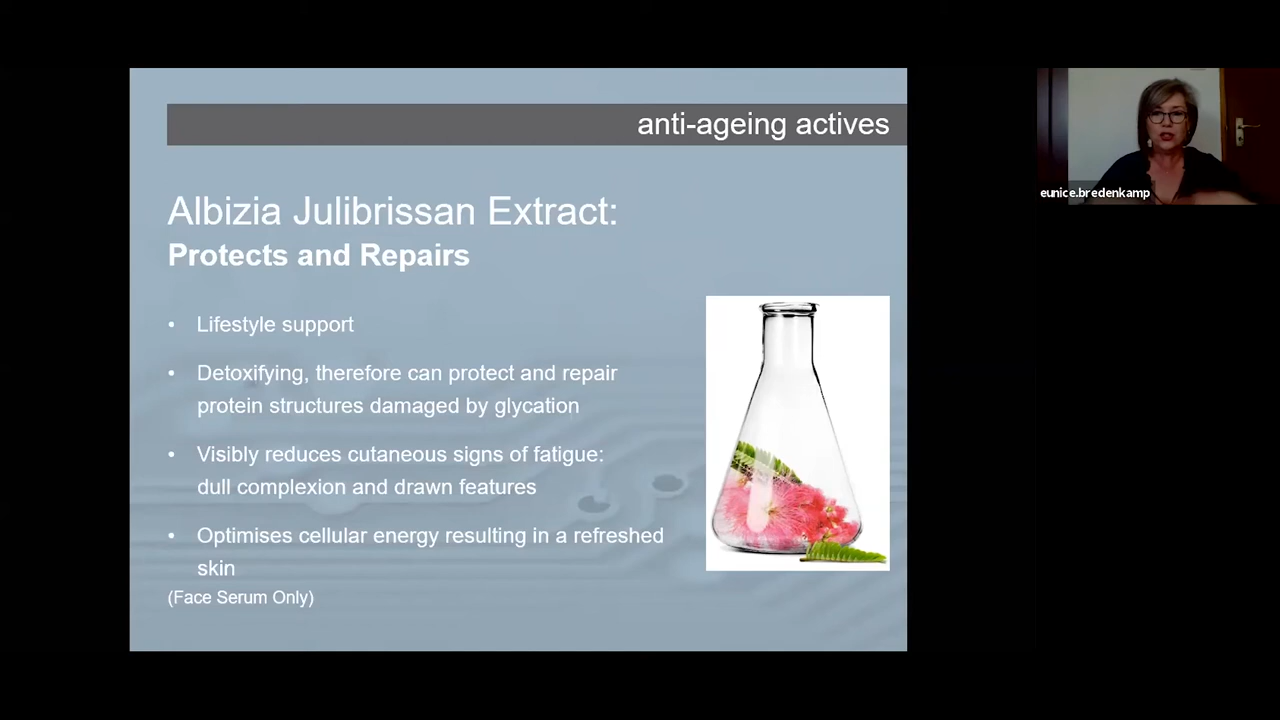 anti-ageing actives
Albizia Julibrissan Extract:
Protects and Repairs
• Lifestyle support
• Detoxifying, therefore can protect and repair
protein structures damaged by glycation
• Visibly reduces cutaneous signs of fatigue:
dull complexion and drawn features
• Optimises cellular energy resulting in a refreshed
skin
(Face Serum Only)
eunice.bredenkamp